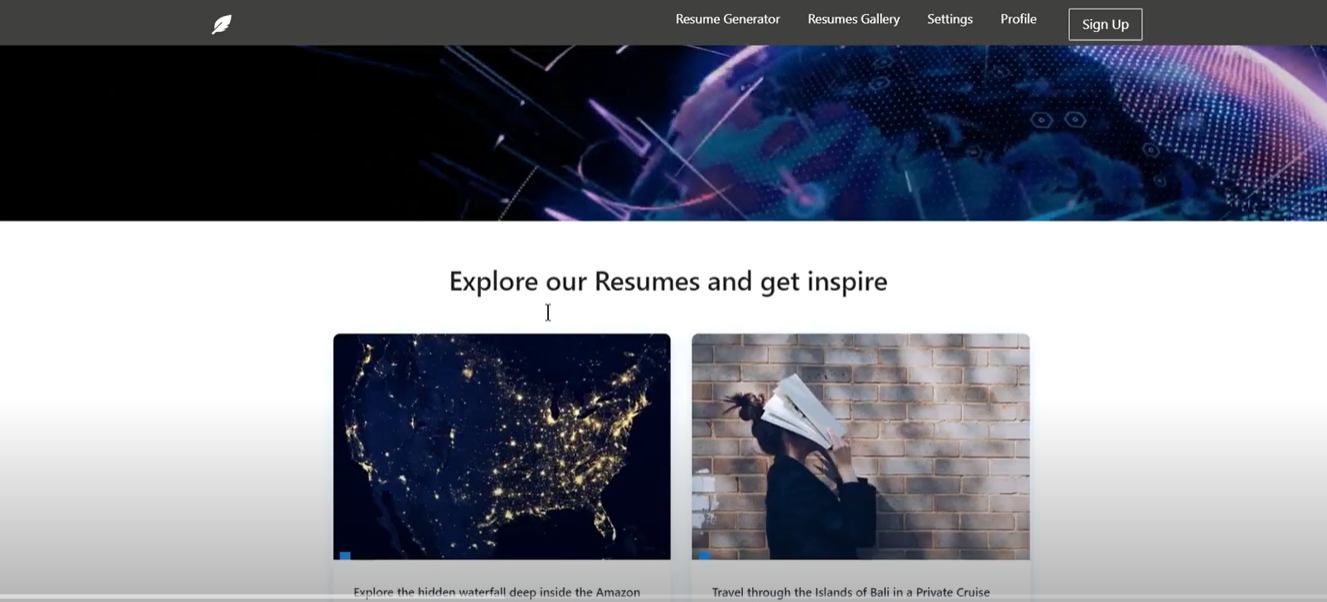 Resume Generator Resumes Gallery Settings Profile Sign Up
Explore our Resumes and get inspire
Explore the hidden waterfall deep inside the Amazon
Travel through the Islands of Bali in a Private Cruise